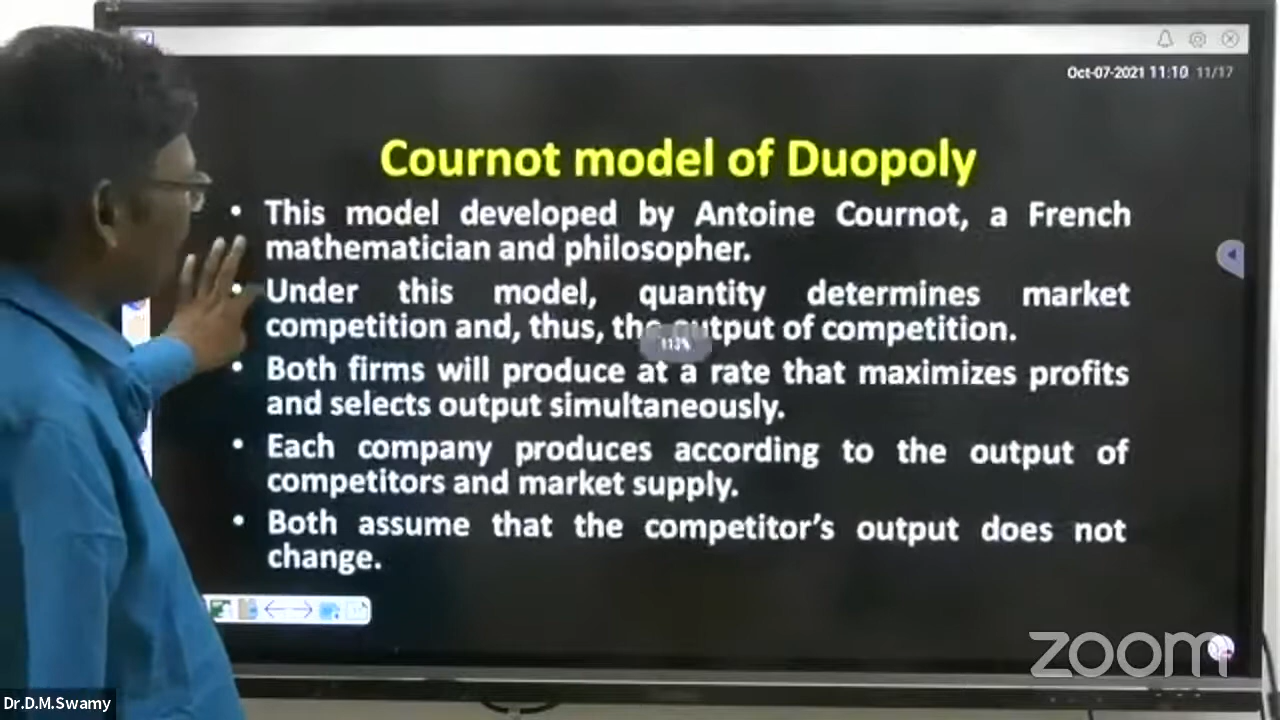 Oct-07-2021 11:10 11/17
Cournot model of Duopoly
• This model developed by Antoine Cournot, a French
mathematician and philosopher.
• Under this model, quantity determines market
competition and, thus, the output of competition.
113%
• Both firms will produce at a rate that maximizes profits
and selects output simultaneously.
• Each company produces according to the output of
competitors and market supply.
• Both assume that the competitor's output does not
change.
zoom
Dr.D.M.Swamy